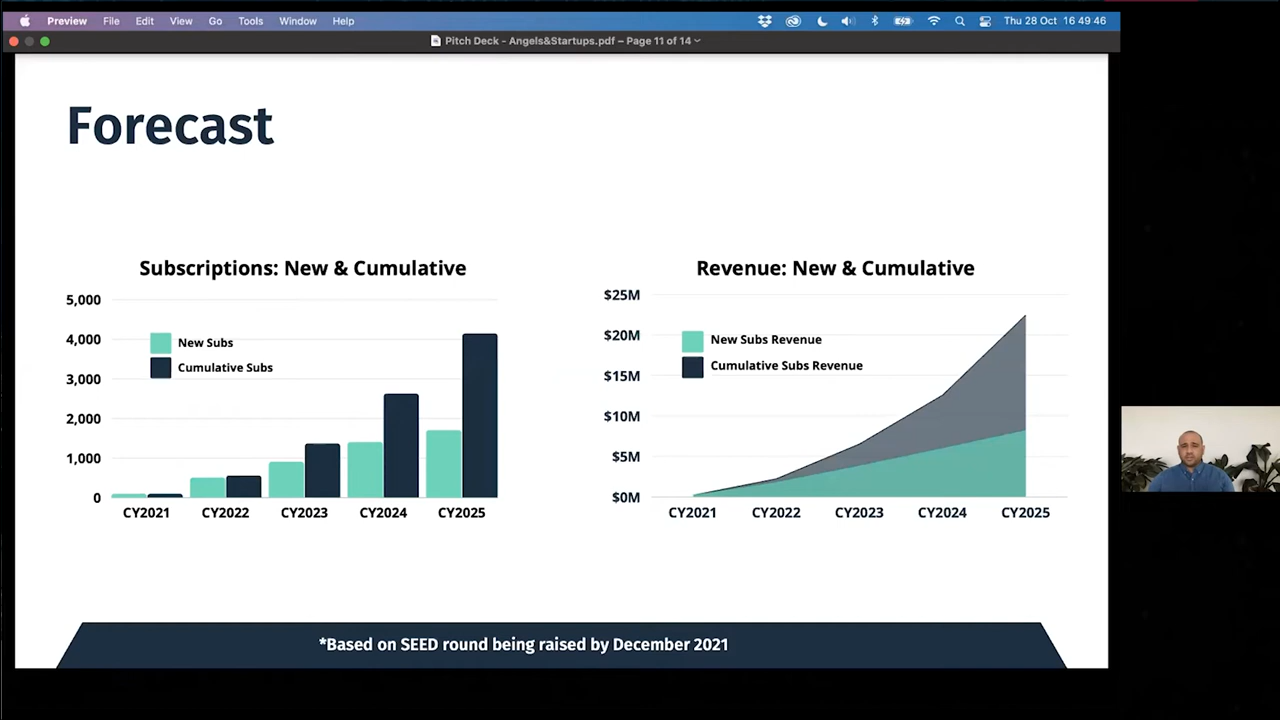 Preview File Edit View Go Tools Window Help Thu 28 Oct 16 49 46
Pitch Deck - Angels&Startups.pdf – Page 11 of 14
Forecast
Subscriptions: New & Cumulative
5,000
4,000
3,000
2,000
1,000
0
New Subs
Cumulative Subs
CY2021 CY2022 CY2023 CY2024 CY2025
Revenue: New & Cumulative
$25M
$20M
$15M
$10M
$5M
$0M
New Subs Revenue
Cumulative Subs Revenue
CY2021 CY2022 CY2023 CY2024 CY2025
*Based on SEED round being raised by December 2021